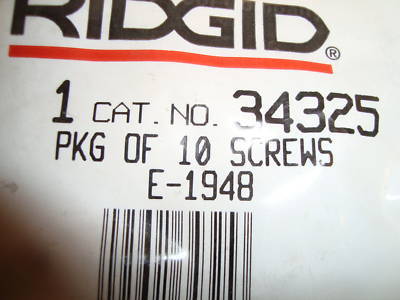 RIDGID®
1 CAT. NO. 34325
PKG OF 10 SCREWS
E-1948